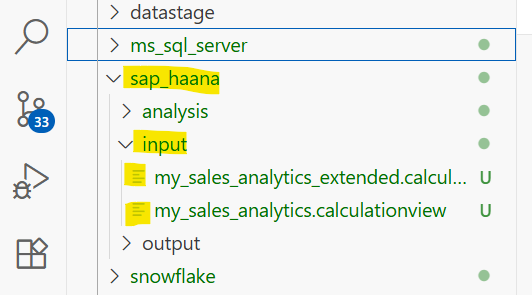 datastage
ms_sql_server
sap_haana
analysis
input
my_sales_analytics_extended.calcul... U
my_sales_analytics.calculationview U
output
snowflake
33